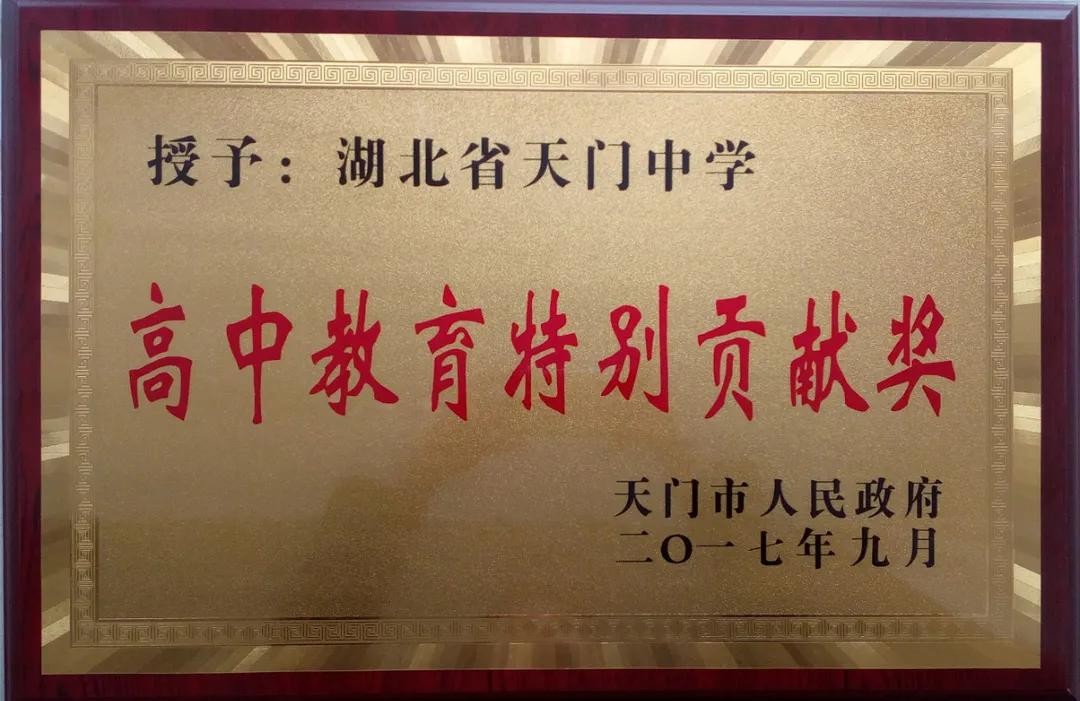 授予：湖北省天门中学
高中教育特别贡献奖
天门市人民政府
二〇一七年九月